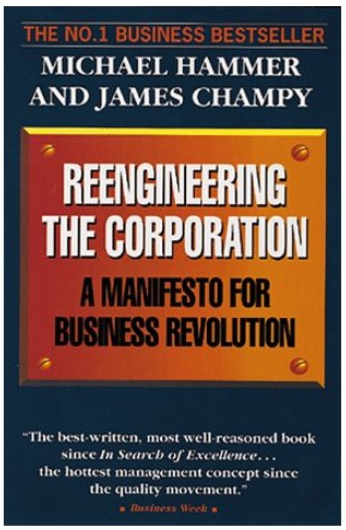 THE NO.1 BUSINESS BESTSELLER
MICHAEL HAMMER
AND JAMES CHAMPY
REENGINEERING
THE CORPORATION
A MANIFESTO FOR
BUSINESS REVOLUTION
“The best-written, most well-reasoned book
since In Search of Excellence...
the hottest management concept since
the quality movement.”
▪ Business Week ▪